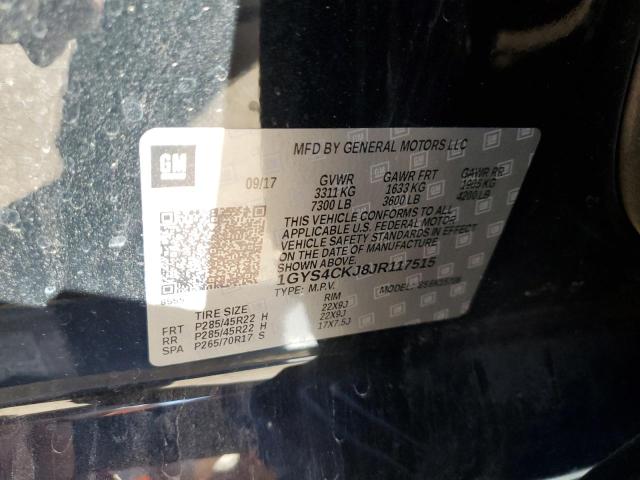 GM
MFD BY GENERAL MOTORS LLC
09/17 GVWR GAWR FRT GAWR RR
3311 KG 1633 KG 1905 KG
7300 LB 3600 LB 4200 LB
THIS VEHICLE CONFORMS TO ALL
APPLICABLE U.S. FEDERAL MOTOR
VEHICLE SAFETY STANDARDS IN EFFECT
ON THE DATE OF MANUFACTURE
SHOWN ABOVE.
1GYS4CKJ8JR117515
TYPE: M.P.V.
TIRE SIZE RIM
FRT P285/45R22 H 22X9J
RR P285/45R22 H 22X9J
SPA P265/70R17 S 17X7.5J